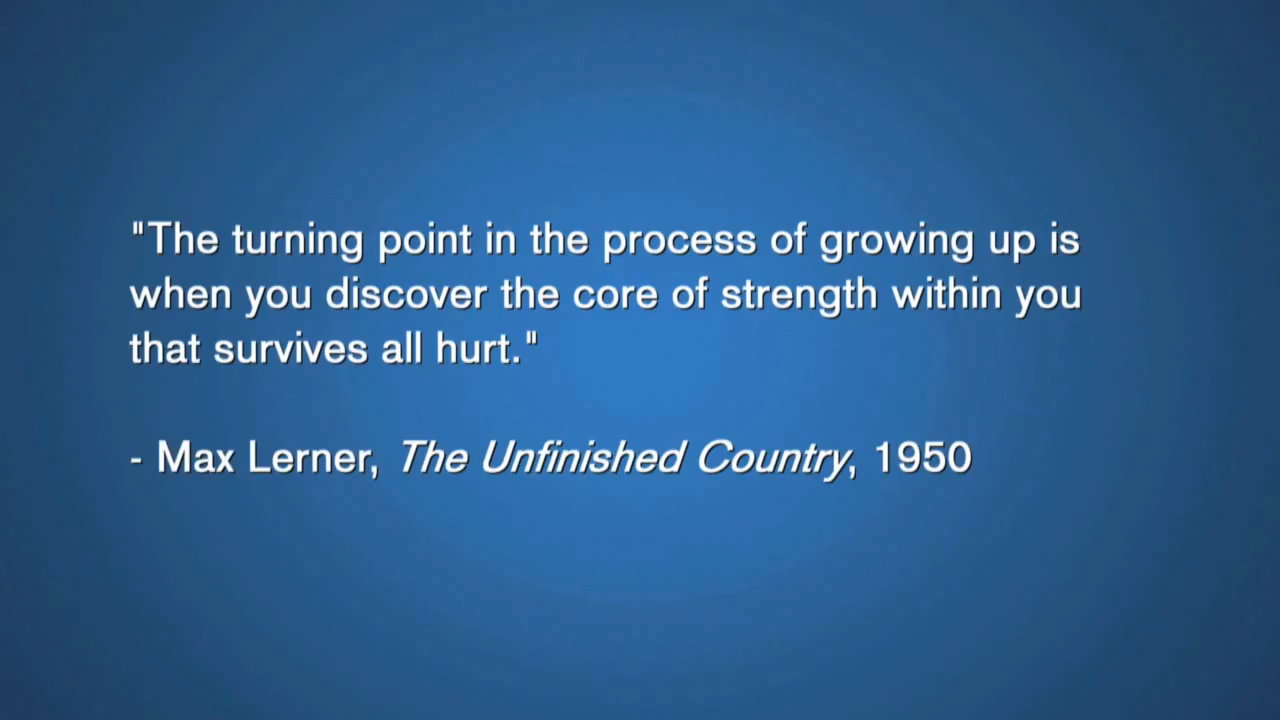 "The turning point in the process of growing up is
when you discover the core of strength within you
that survives all hurt."
- Max Lerner, The Unfinished Country, 1950